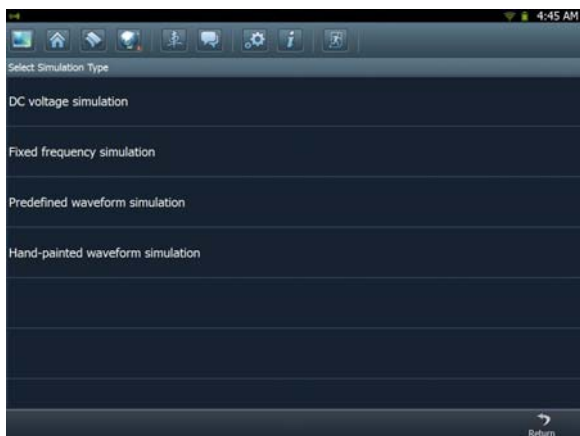 4:45 AM
Select Simulation Type
DC voltage simulation
Fixed frequency simulation
Predefined waveform simulation
Hand-painted waveform simulation
Return